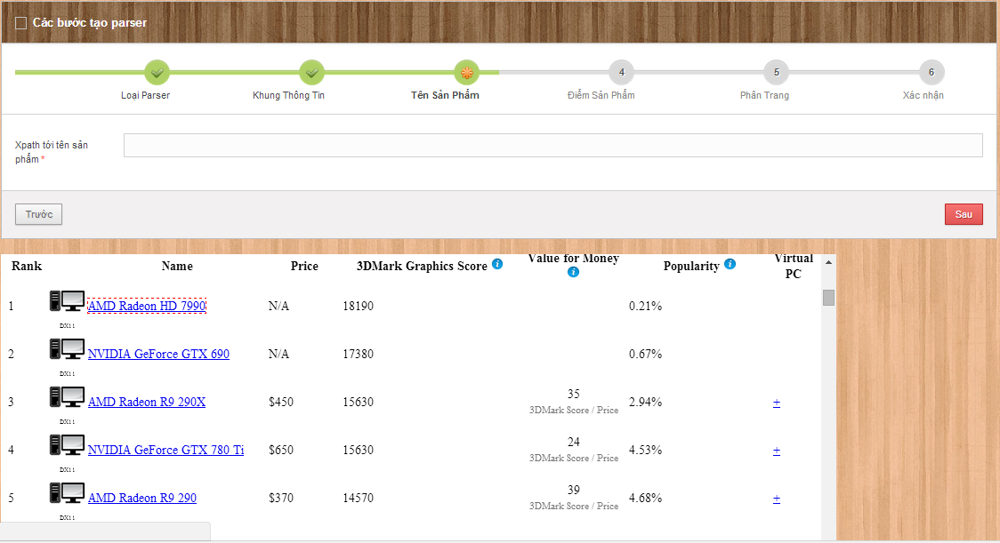 Các bước tạo parser
4 5 6
Loại Parser Khung Thông Tin Tên Sản Phẩm Điểm Sản Phẩm Phân Trang Xác nhận
Xpath tới tên sản
phẩm *
Trước Sau
Rank Name Price 3DMark Graphics Score i Value for Money i Popularity i Virtual
PC
1 AMD Radeon HD 7990 N/A 18190 0.21%
DX11
2 NVIDIA GeForce GTX 690 N/A 17380 0.67%
DX11
35
3 AMD Radeon R9 290X $450 15630 2.94% +
3DMark Score / Price
DX11
24
4 NVIDIA GeForce GTX 780 Ti $650 15630 4.53% +
3DMark Score / Price
DX11
39
5 AMD Radeon R9 290 $370 14570 4.68% +
3DMark Score / Price
DX11